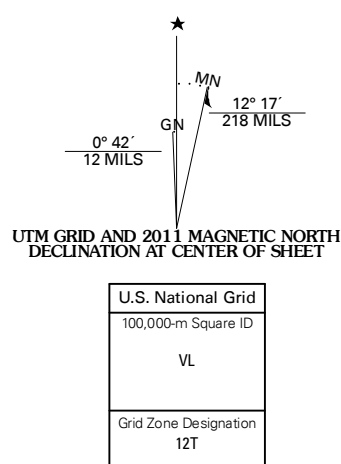 MN
GN
12° 17´
218 MILS
0° 42´
12 MILS
UTM GRID AND 2011 MAGNETIC NORTH
DECLINATION AT CENTER OF SHEET
U.S. National Grid
100,000-m Square ID
VL
Grid Zone Designation
12T